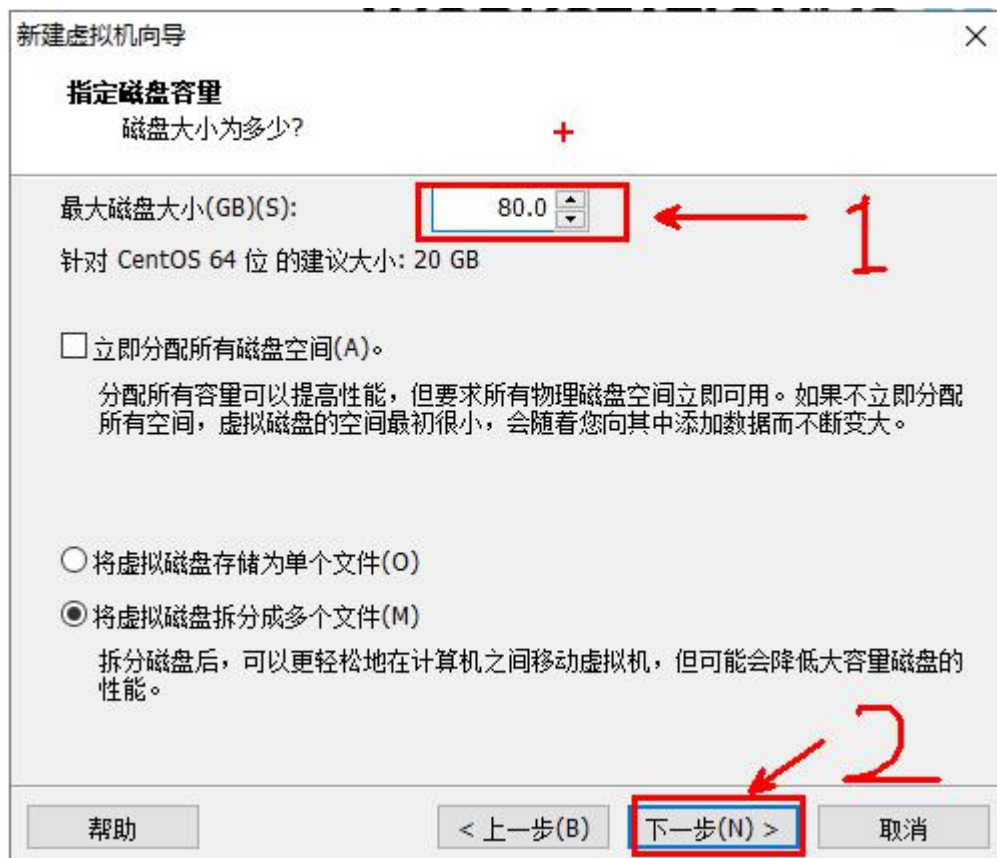 新建虚拟机向导
指定磁盘容量
磁盘大小为多少?
最大磁盘大小(GB)(S): 80.0
1
针对 CentOS 64 位 的建议大小: 20 GB
立即分配所有磁盘空间(A)。
分配所有容量可以提高性能，但要求所有物理磁盘空间立即可用。如果不立即分配
所有空间，虚拟磁盘的空间最初很小，会随着您向其中添加数据而不断变大。
将虚拟磁盘存储为单个文件(O)
将虚拟磁盘拆分成多个文件(M)
拆分磁盘后，可以更轻松地在计算机之间移动虚拟机，但可能会降低大容量磁盘的
性能。
2
帮助 < 上一步(B) 下一步(N) > 取消